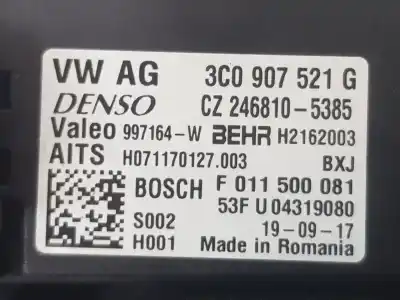 VW AG 3C0 907 521 G
DENSO CZ 246810-5385
Valeo 997164-W BEHR H2162003
AITS H071170127.003 BXJ
BOSCH F 011 500 081
53F U 04319080
S002 19-09-17
H001 Made in Romania